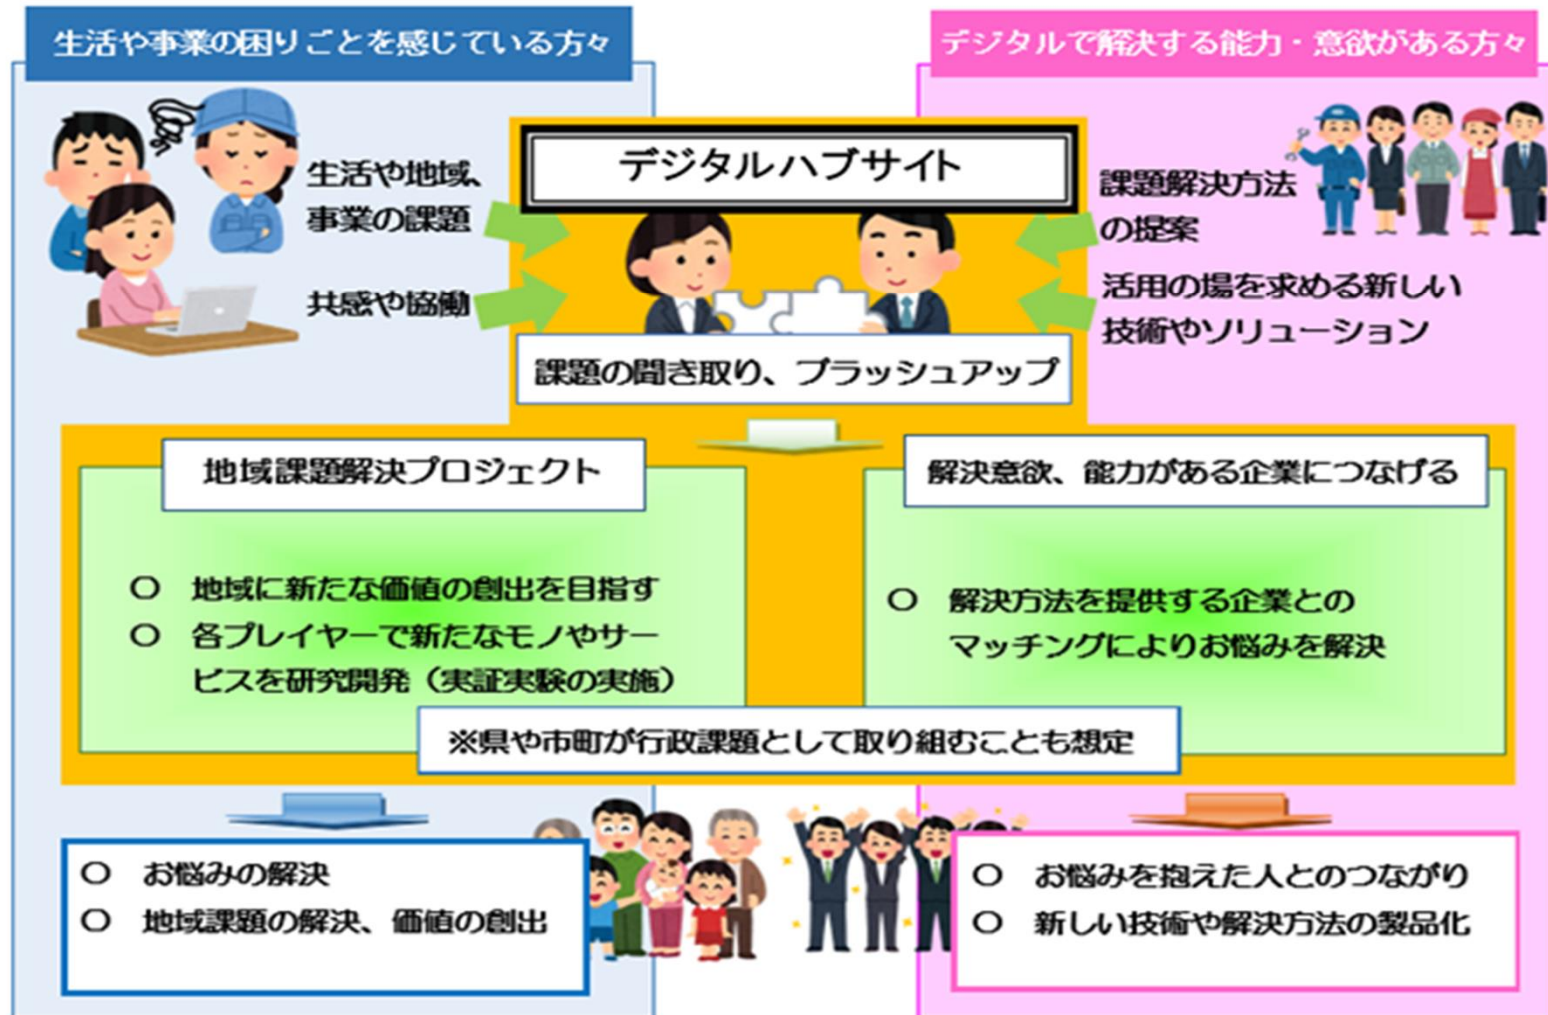 生活や事業の困りごとを感じている方々
デジタルで解決する能力・意欲がある方々
デジタルハブサイト
生活や地域、
事業の課題
共感や協働
課題解決方法
の提案
活用の場を求める新しい
技術やソリューション
課題の聞き取り、ブラッシュアップ
地域課題解決プロジェクト
○ 地域に新たな価値の創出を目指す
○ 各プレイヤーで新たなモノやサー
ビスを研究開発（実証実験の実施）
解決意欲、能力がある企業につなげる
○ 解決方法を提供する企業との
マッチングによりお悩みを解決
※県や市町が行政課題として取り組むことも想定
○ お悩みの解決
○ 地域課題の解決、価値の創出
○ お悩みを抱えた人とのつながり
○ 新しい技術や解決方法の製品化